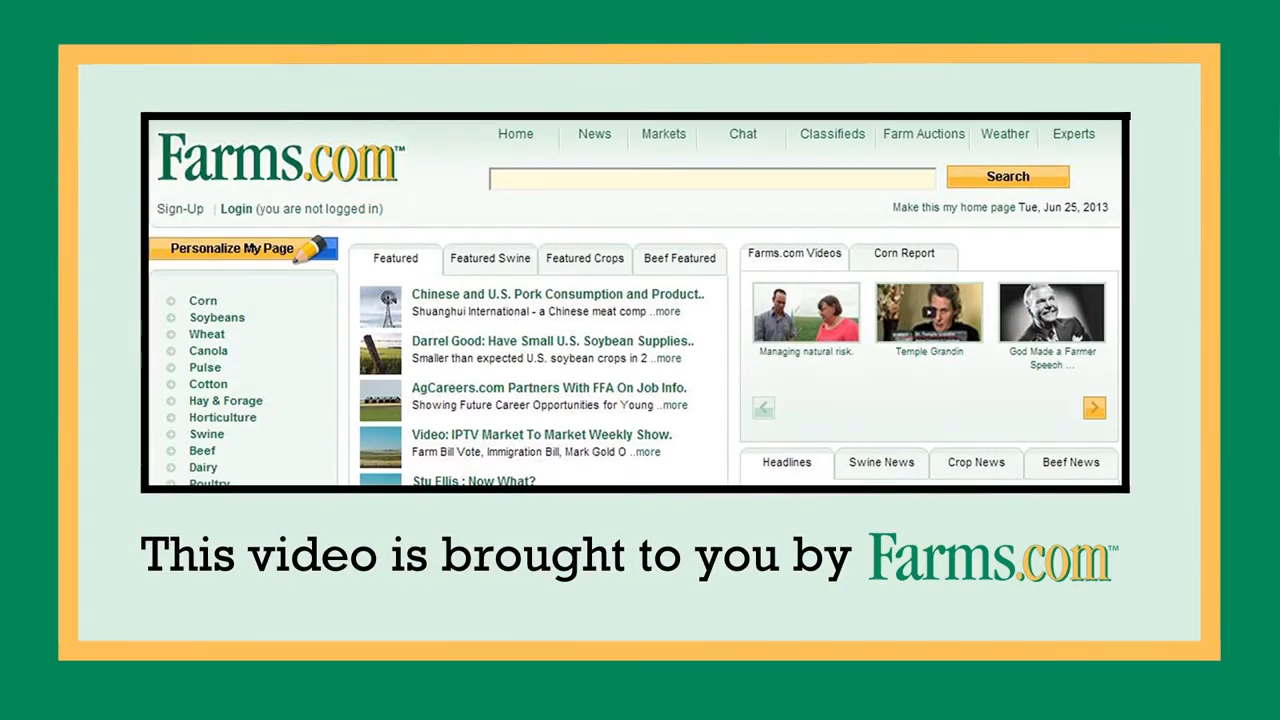 Farms.com™
Home News Markets Chat Classifieds Farm Auctions Weather Experts
Search
Sign-Up | Login (you are not logged in)
Make this my home page Tue, Jun 25, 2013
Personalize My Page
Corn
Soybeans
Wheat
Canola
Pulse
Cotton
Hay & Forage
Horticulture
Swine
Beef
Dairy
Poultry
Featured Featured Swine Featured Crops Beef Featured
Chinese and U.S. Pork Consumption and Product..
Shuanghui International - a Chinese meat comp ..more
Darrel Good: Have Small U.S. Soybean Supplies..
Smaller than expected U.S. soybean crops in 2 ..more
AgCareers.com Partners With FFA On Job Info.
Showing Future Career Opportunities for Young ..more
Video: IPTV Market To Market Weekly Show.
Farm Bill Vote, Immigration Bill, Mark Gold O ..more
Stu Ellis : Now What?
Farms.com Videos Corn Report
Dr. Temple Grandin
Managing natural risk.
Temple Grandin
God Made a Farmer
Speech ...
Headlines Swine News Crop News Beef News
This video is brought to you by Farms.com™